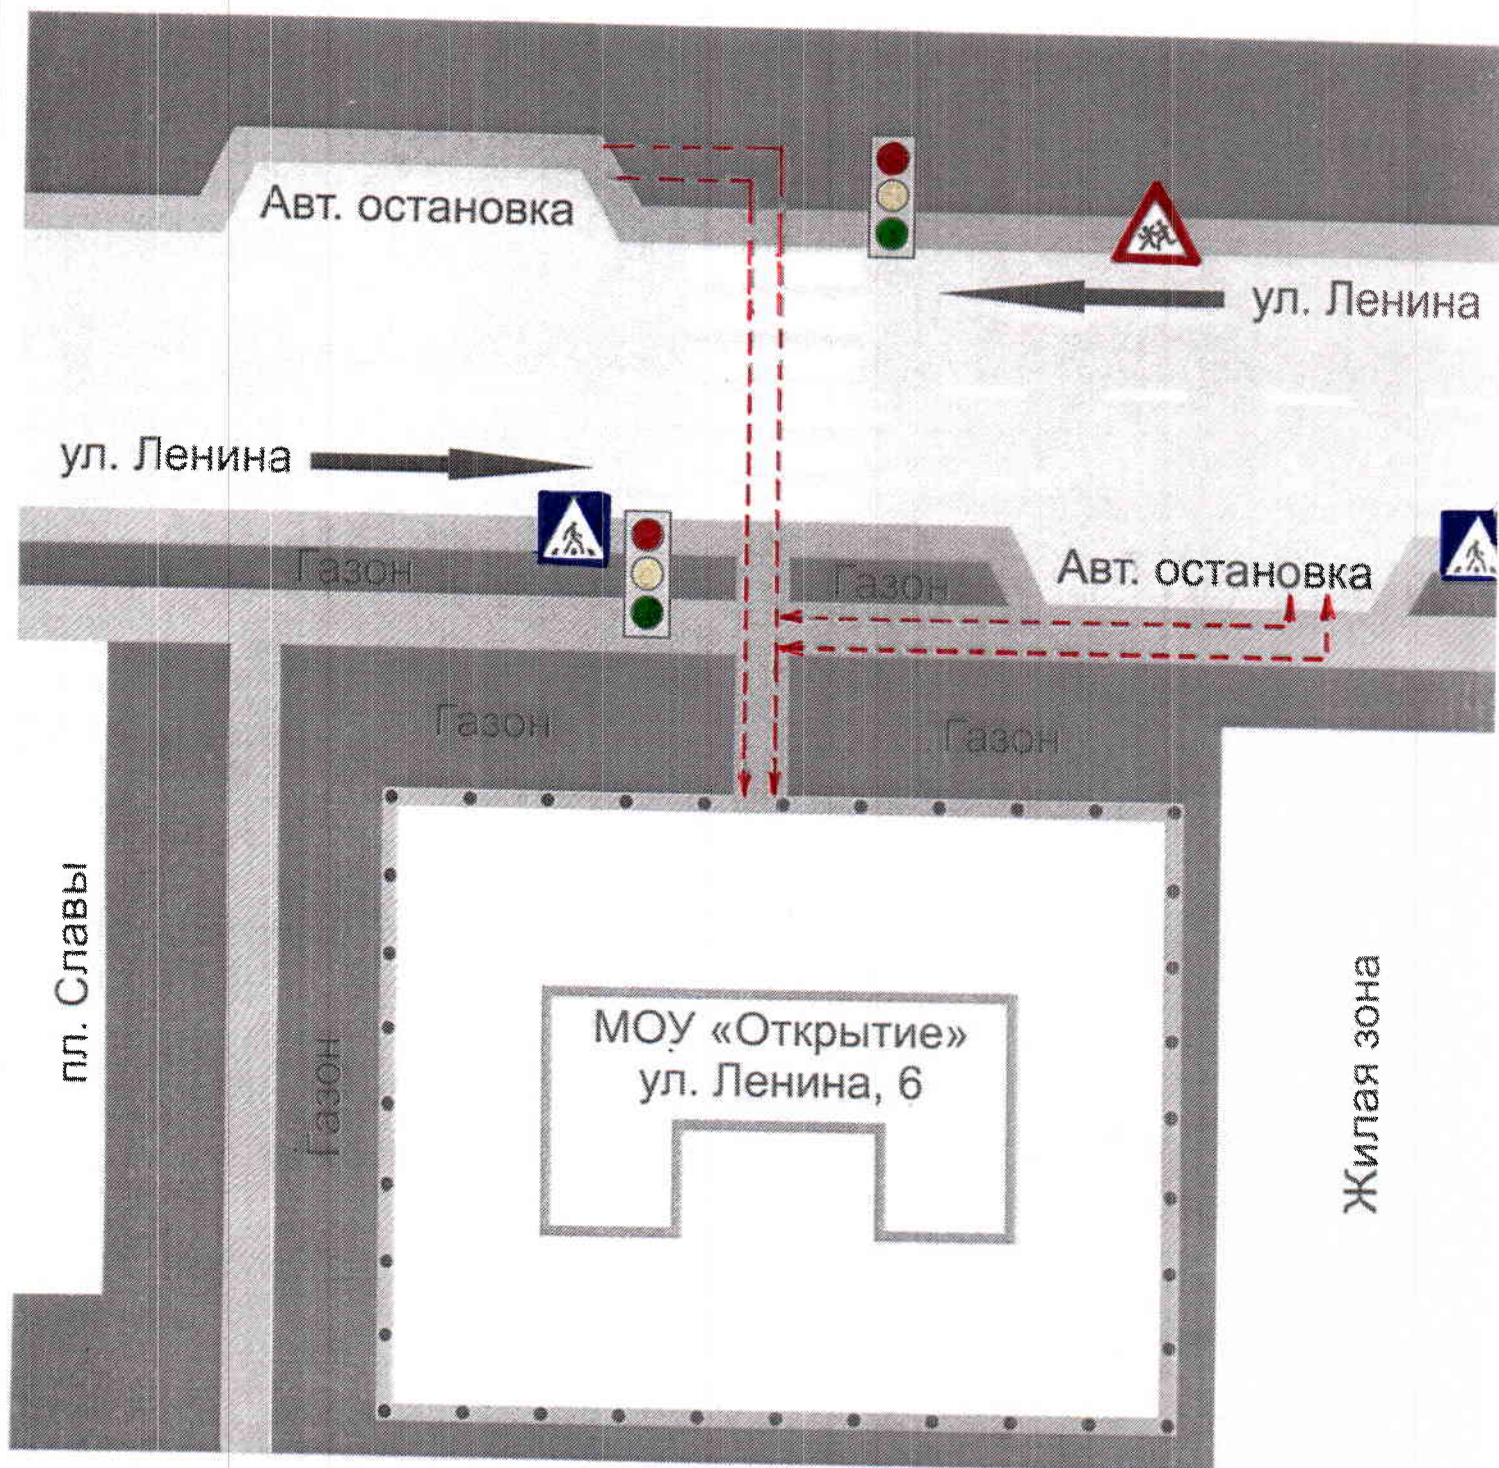 Авт. остановка
ул. Ленина
ул. Ленина
Газон
Газон
Авт. остановка
Газон
Газон
пл. Славы
Газон
МОУ «Открытие»
ул. Ленина, 6
Жилая зона